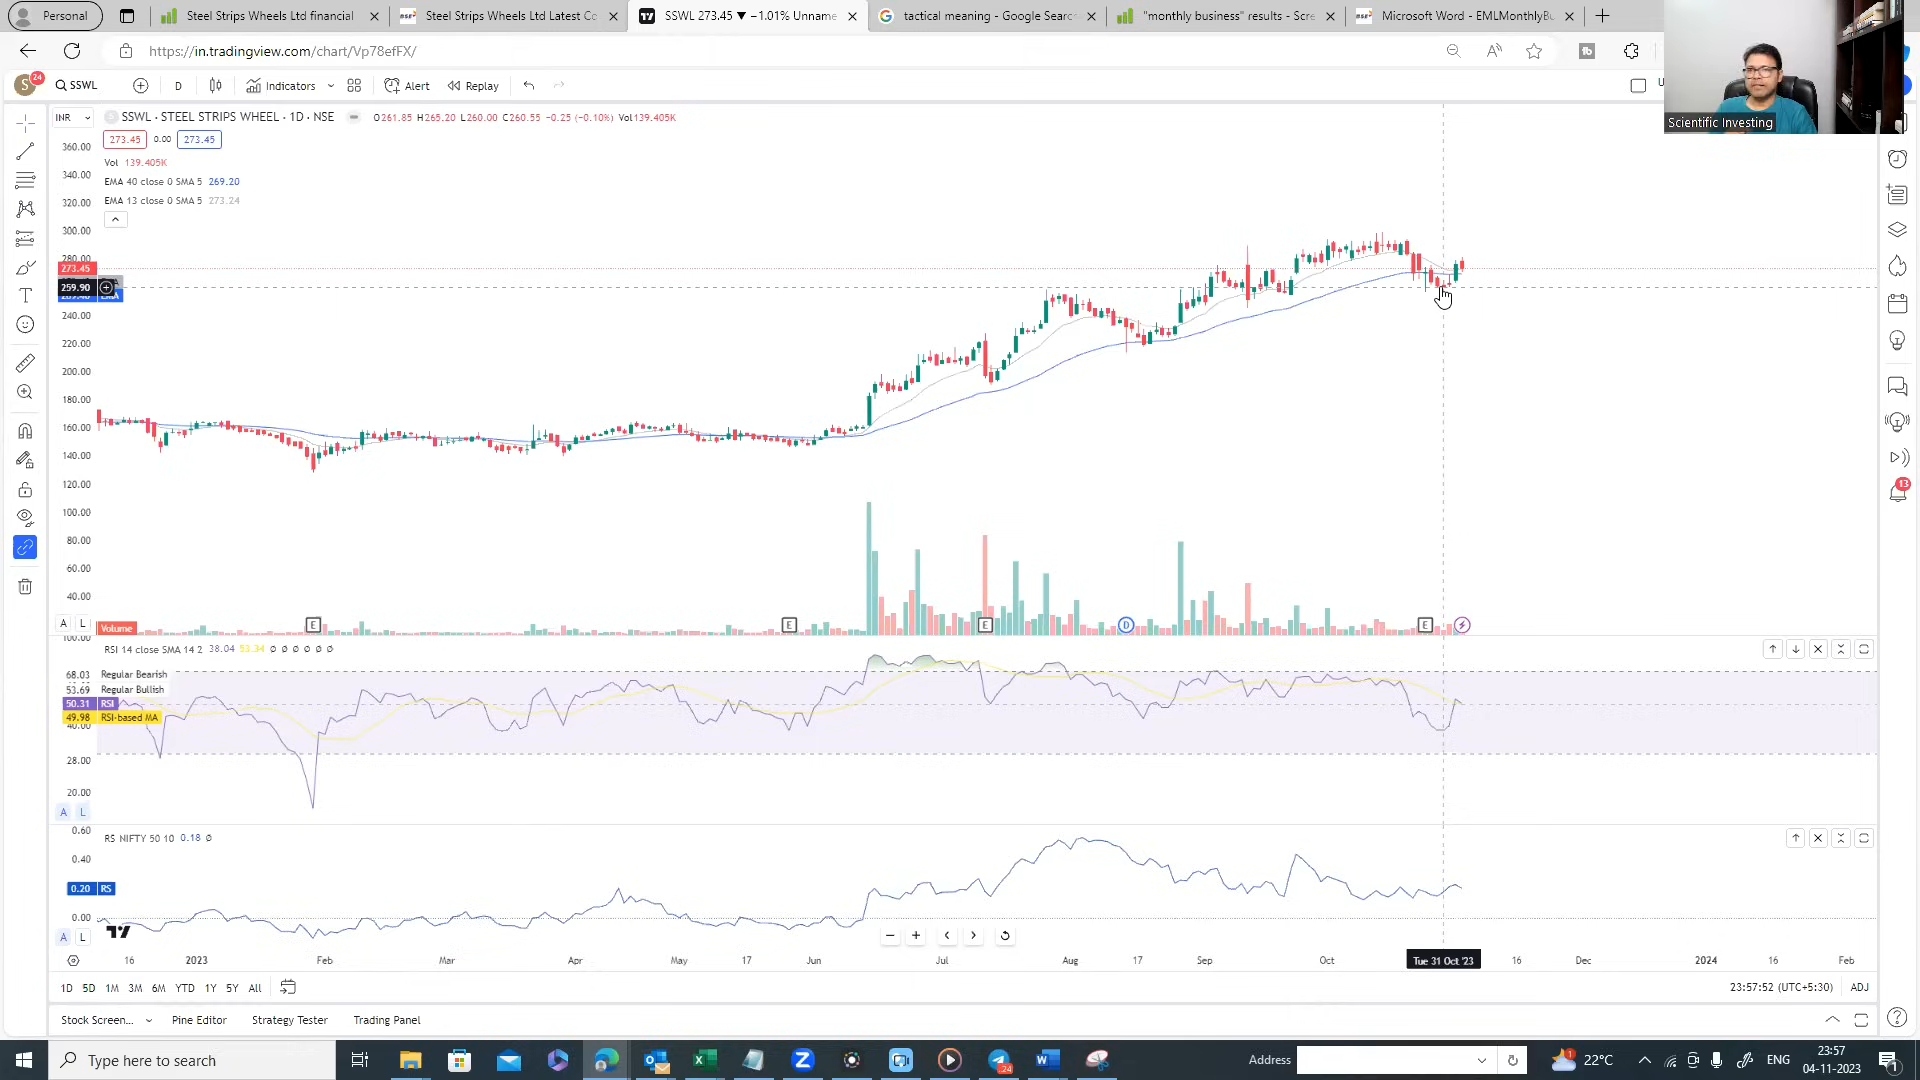 Personal
Steel Strips Wheels Ltd financial
Steel Strips Wheels Ltd Latest Co
SSWL 273.45 ▼ −1.01% Unname
tactical meaning - Google Searc
"monthly business" results - Scre
Microsoft Word - EMLMonthlyBu
https://in.tradingview.com/chart/Vp78efFX/
S 24
SSWL
D
Indicators
Alert
Replay
Scientific Investing
INR
SSWL · STEEL STRIPS WHEEL · 1D · NSE
O261.85 H265.20 L260.00 C260.55 −0.25 (−0.10%) Vol139.405K
273.45 0.00 273.45
Vol 139.405K
EMA 40 close 0 SMA 5 269.20
EMA 13 close 0 SMA 5 273.24
360.00
340.00
320.00
300.00
280.00
273.45
259.90
EMA
240.00
220.00
200.00
180.00
160.00
140.00
120.00
100.00
80.00
60.00
40.00
A L
Volume
E E E D E
100.00
RSI 14 close SMA 14 2 38.04 53.34 ∅ ∅ ∅ ∅ ∅ ∅
68.03 Regular Bearish
53.69 Regular Bullish
50.31 RSI
49.98 RSI-based MA
40.00
28.00
20.00
A L
0.60
RS NIFTY 50 10 0.18 ∅
0.40
0.20 RS
0.00
A L
16 2023 Feb Mar 17 Apr May 17 Jun Jul Aug 17 Sep Oct Tue 31 Oct '23 16 Dec 2024 16 Feb
1D 5D 1M 3M 6M YTD 1Y 5Y All
23:57:52 (UTC+5:30) ADJ
Stock Screen... Pine Editor Strategy Tester Trading Panel
13
Type here to search
24
Address
1
22°C
ENG
23:57
04-11-2023
1